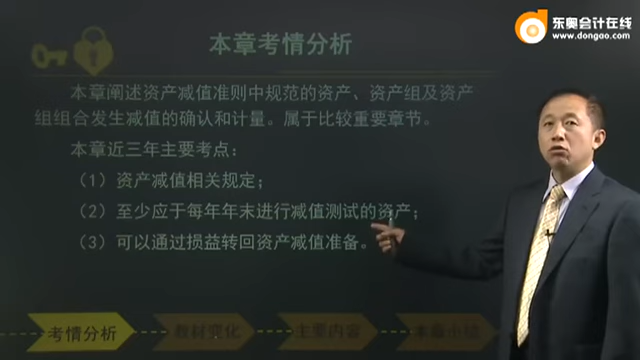 东奥会计在线
www.dongao.com
本章考情分析
本章阐述资产减值准则中规范的资产、资产组及资产
组组合发生减值的确认和计量。属于比较重要章节。
本章近三年主要考点：
（1）资产减值相关规定；
（2）至少应于每年年末进行减值测试的资产；
（3）可以通过损益转回资产减值准备。
考情分析
教材变化
主要内容
本章小结